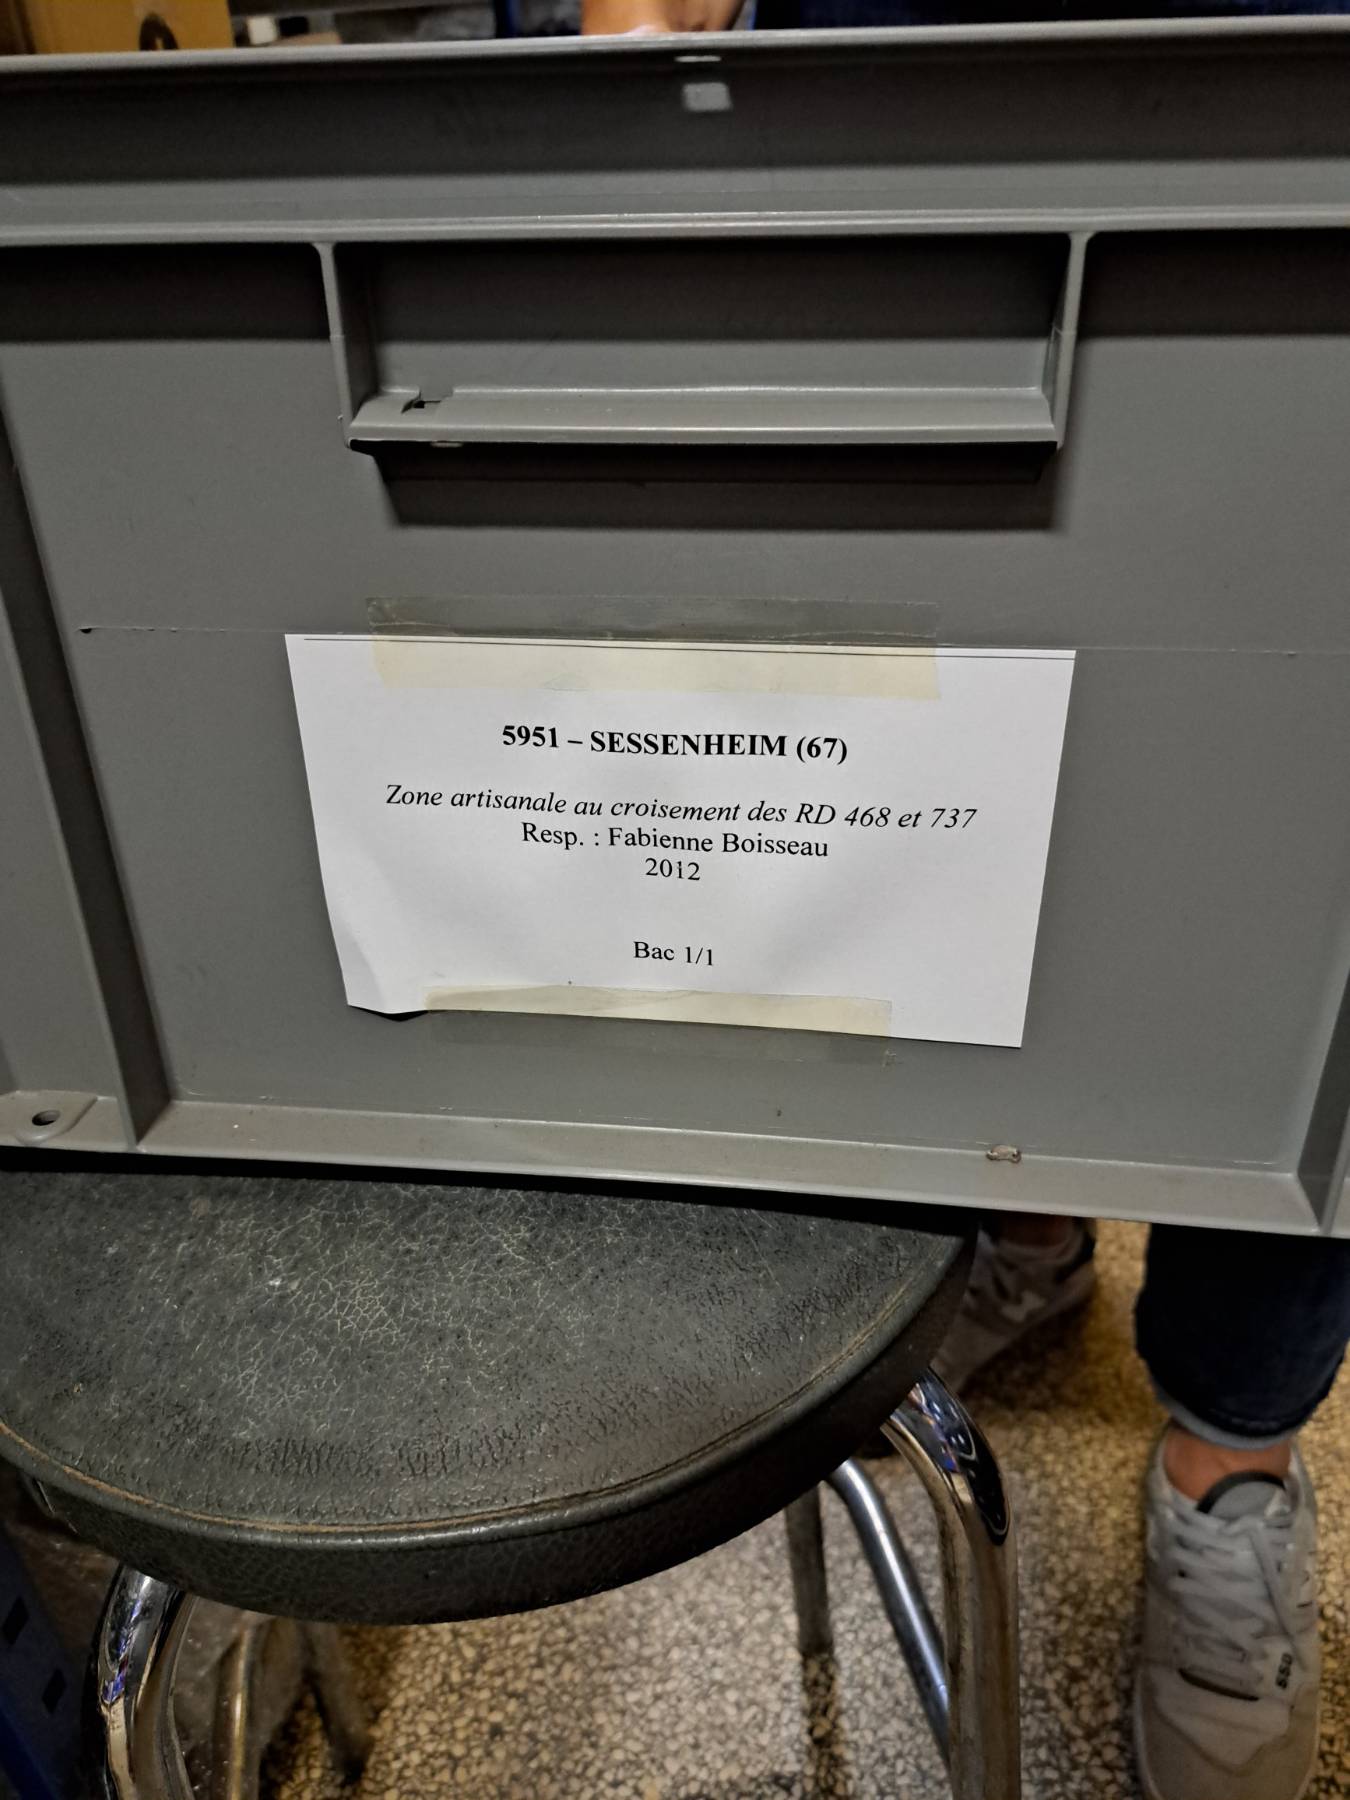 5951 – SESSENHEIM (67)
Zone artisanale au croisement des RD 468 et 737
Resp. : Fabienne Boisseau
2012
Bac 1/1
550